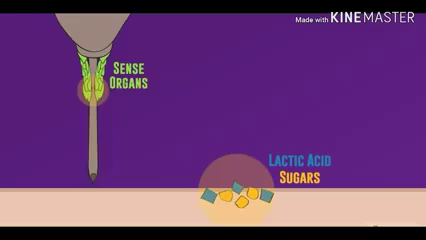 Made with KINEMASTER
SENSE
ORGANS
LACTIC ACID
SUGARS